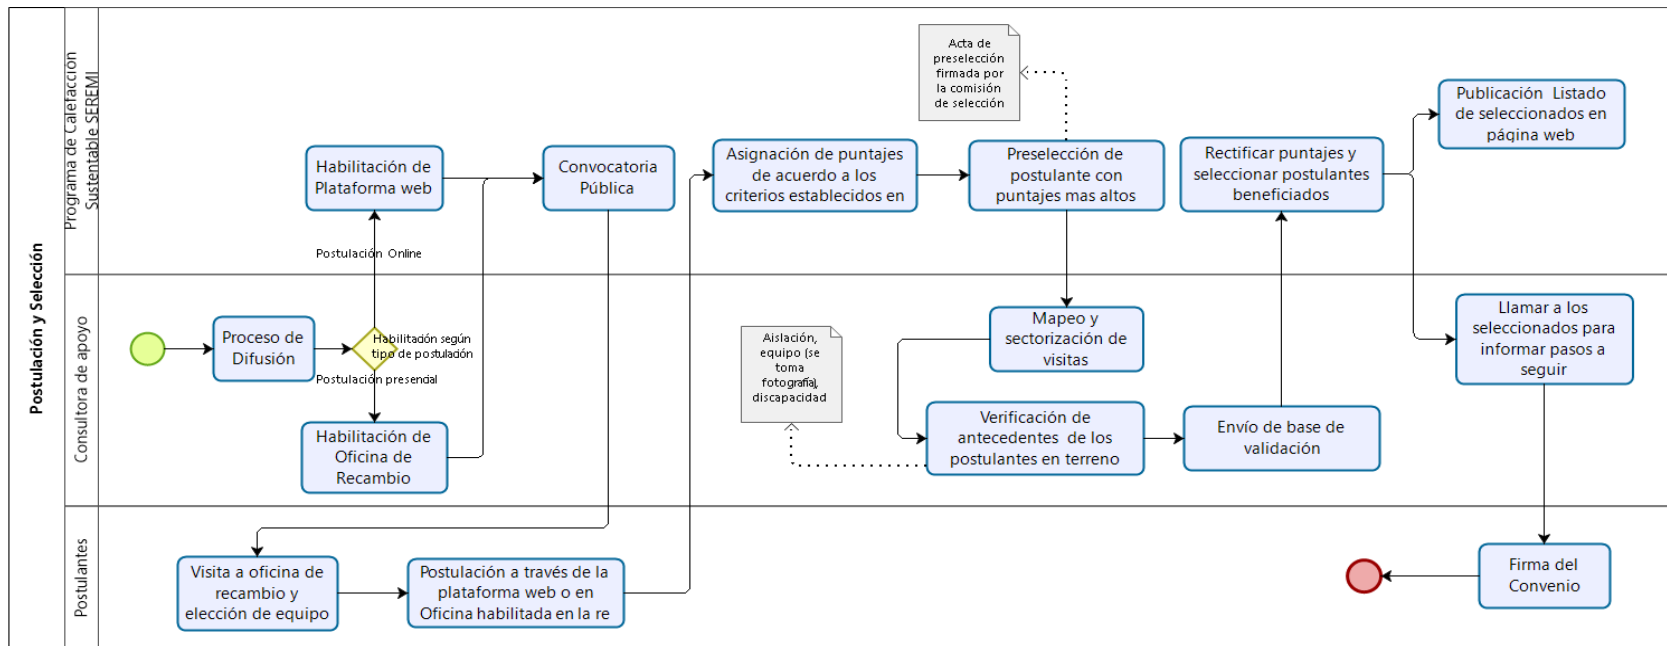 Postulación y Selección
Programa de Calefacción
Sustentable SEREMI
Habilitación de
Plataforma web
Convocatoria
Pública
Asignación de puntajes
de acuerdo a los
criterios establecidos en
Acta de
preselección
firmada por
la comisión
de selección
Preselección de
postulante con
puntajes mas altos
Rectificar puntajes y
seleccionar postulantes
beneficiados
Publicación Listado
de seleccionados en
página web
Postulación Online
Consultora de apoyo
Proceso de
Difusión
Habilitación según
tipo de postulación
Postulación presencial
Habilitación de
Oficina de
Recambio
Aislación,
equipo (se
toma
fotografía),
discapacidad
Mapeo y
sectorización de
visitas
Verificación de
antecedentes de los
postulantes en terreno
Envío de base de
validación
Llamar a los
seleccionados para
informar pasos a
seguir
Postulantes
Visita a oficina de
recambio y
elección de equipo
Postulación a través de la
plataforma web o en
Oficina habilitada en la re
Firma del
Convenio